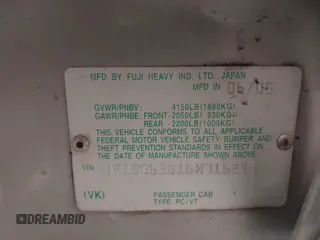 MFD BY FUJI HEAVY IND. LTD., JAPAN
MFD IN 06/05
GVWR/PNBV: 4150LB(1880KG)
GAWR/PNBE: FRONT-2050LB( 930KG)
REAR -2200LB(1000KG)
THIS VEHICLE CONFORMS TO ALL APPLICABLE
FEDERAL MOTOR VEHICLE SAFETY, BUMPER AND
THEFT PREVENTION STANDARDS IN EFFECT ON THE
DATE OF MANUFACTURE SHOWN ABOVE.
VIN
(VK)
PASSENGER CAR
TYPE PC/VT
DREAMBID